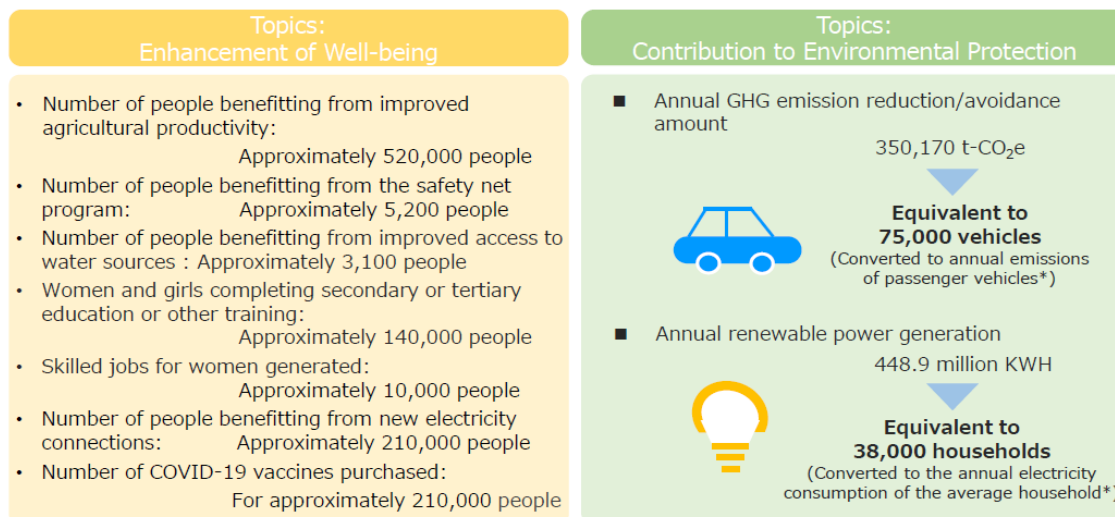 Topics:
Enhancement of Well-being
• Number of people benefitting from improved
agricultural productivity:
Approximately 520,000 people
• Number of people benefitting from the safety net
program: Approximately 5,200 people
• Number of people benefitting from improved access to
water sources : Approximately 3,100 people
• Women and girls completing secondary or tertiary
education or other training:
Approximately 140,000 people
• Skilled jobs for women generated:
Approximately 10,000 people
• Number of people benefitting from new electricity
connections: Approximately 210,000 people
• Number of COVID-19 vaccines purchased:
For approximately 210,000 people
Topics:
Contribution to Environmental Protection
■ Annual GHG emission reduction/avoidance
amount
350,170 t-CO₂e
Equivalent to
75,000 vehicles
(Converted to annual emissions
of passenger vehicles*)
■ Annual renewable power generation
448.9 million KWH
Equivalent to
38,000 households
(Converted to the annual electricity
consumption of the average household*)